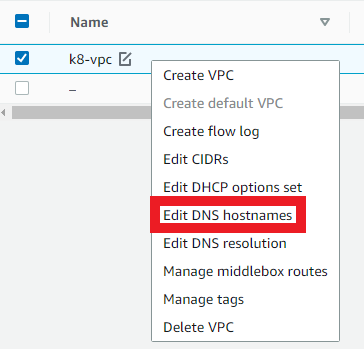 Name
k8-vpc
–
Create VPC
Create default VPC
Create flow log
Edit CIDRs
Edit DHCP options set
Edit DNS hostnames
Edit DNS resolution
Manage middlebox routes
Manage tags
Delete VPC